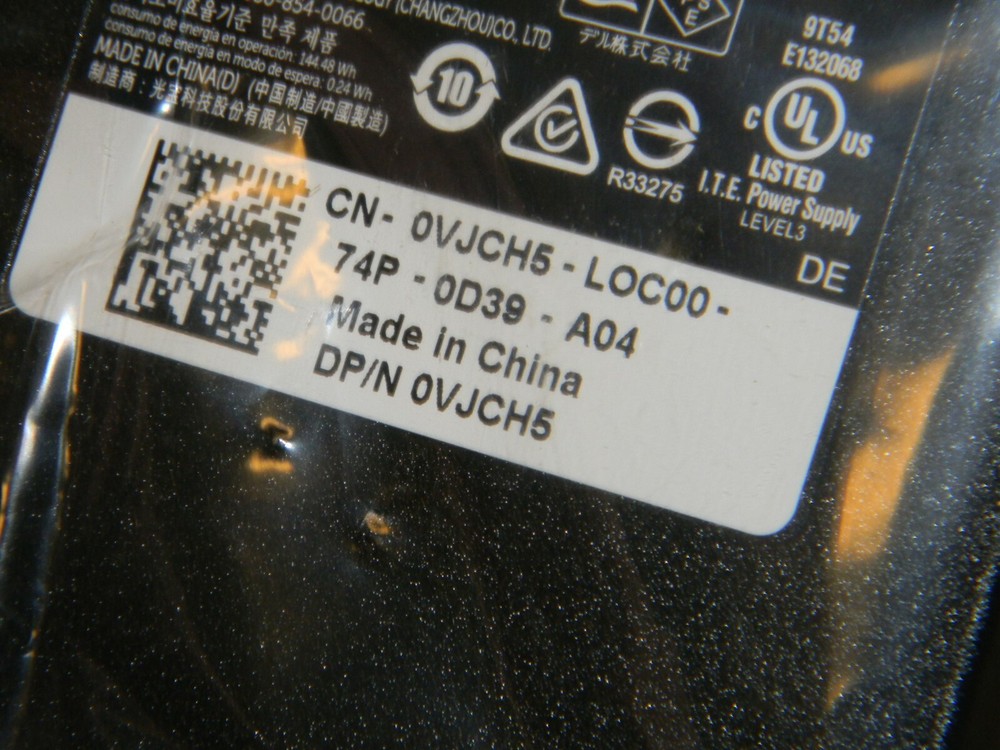 -854-0066
(CHANGZHOU)CO., LTD.
효율기준 만족 제품
consumo de energía en operación: 144.48 Wh
consumo de energía en modo de espera: 0.24 Wh
MADE IN CHINA(D) (中国制造/中國製造)
制造商：光宝科技股份有限公司
10
デル株式会社
PS
E
R33275
9T54
E132068
C UL US
LISTED
I.T.E. Power Supply
LEVEL3
DE
CN- 0VJCH5 - LOC00 -
74P - 0D39 - A04
Made in China
DP/N 0VJCH5